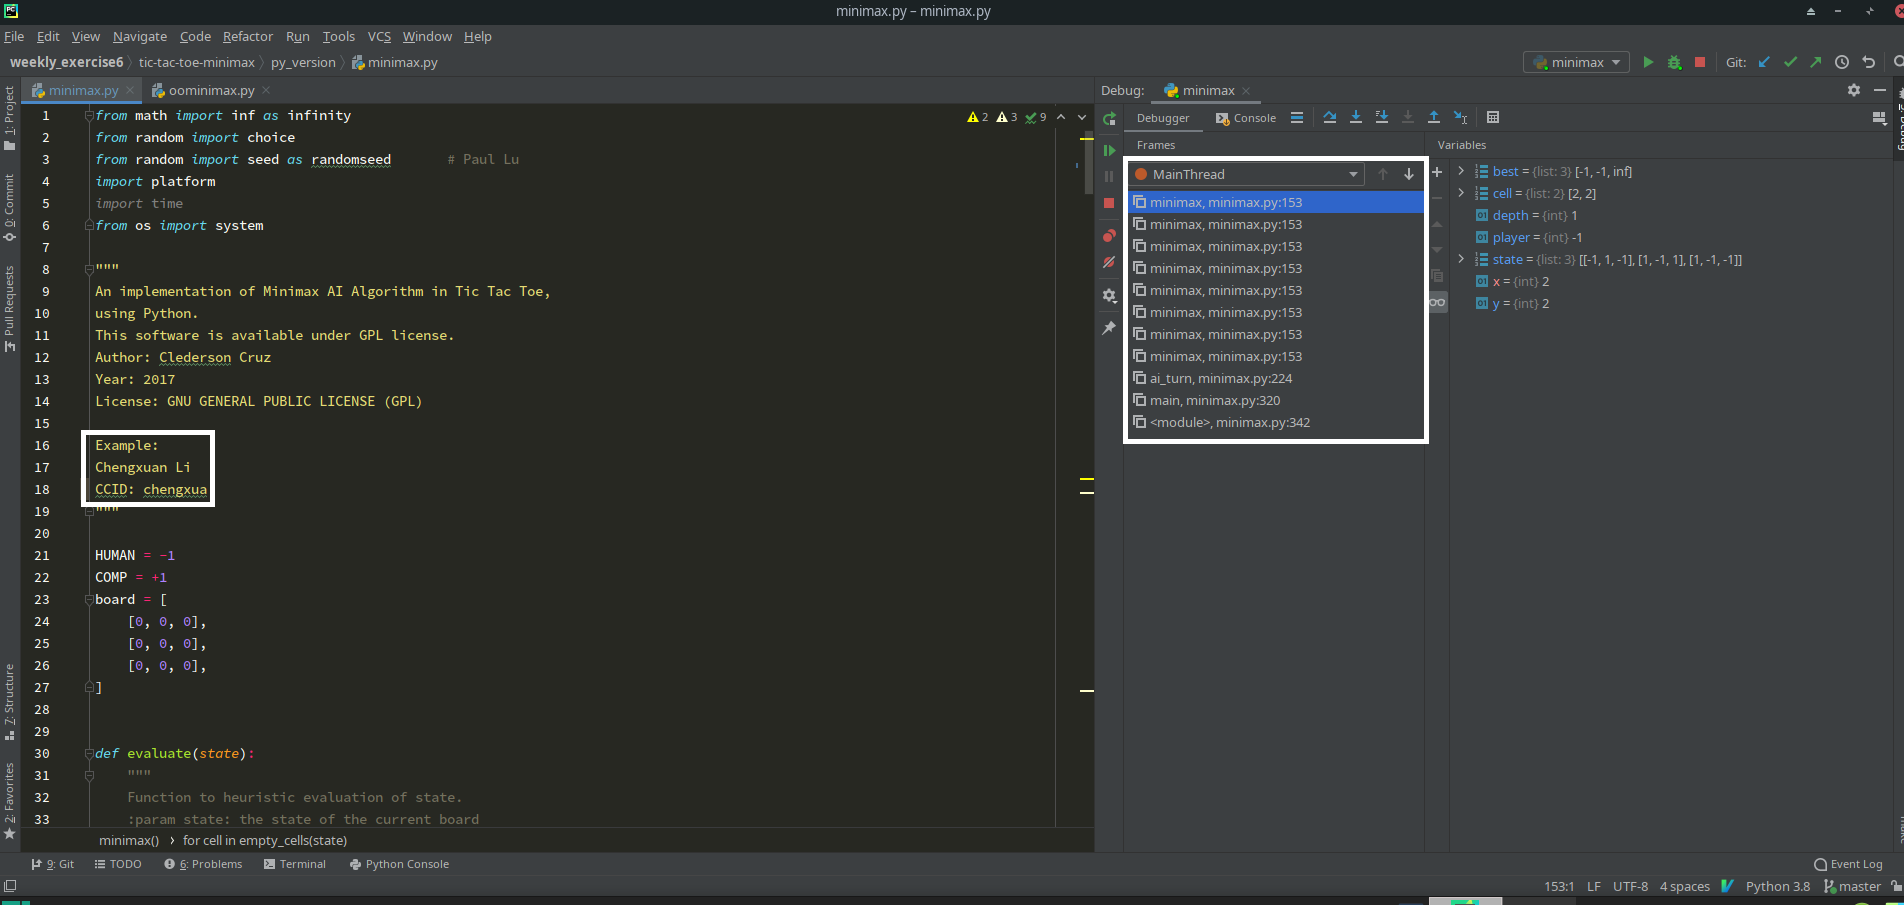 minimax.py – minimax.py
File Edit View Navigate Code Refactor Run Tools VCS Window Help
weekly_exercise6 tic-tac-toe-minimax py_version minimax.py
minimax Git:
minimax.py oominimax.py
1: Project
0: Commit
Pull Requests
7: Structure
2: Favorites
1 from math import inf as infinity
2 from random import choice
3 from random import seed as randomseed # Paul Lu
4 import platform
5 import time
6 from os import system
7
8 """
9 An implementation of Minimax AI Algorithm in Tic Tac Toe,
10 using Python.
11 This software is available under GPL license.
12 Author: Clederson Cruz
13 Year: 2017
14 License: GNU GENERAL PUBLIC LICENSE (GPL)
15
16 Example:
17 Chengxuan Li
18 CCID: chengxua
19 """
20
21 HUMAN = -1
22 COMP = +1
23 board = [
24 [0, 0, 0],
25 [0, 0, 0],
26 [0, 0, 0],
27 ]
28
29
30 def evaluate(state):
31 """
32 Function to heuristic evaluation of state.
33 :param state: the state of the current board
2 3 9
minimax() for cell in empty_cells(state)
Debug: minimax
Debugger Console
Frames
MainThread
minimax, minimax.py:153
minimax, minimax.py:153
minimax, minimax.py:153
minimax, minimax.py:153
minimax, minimax.py:153
minimax, minimax.py:153
minimax, minimax.py:153
minimax, minimax.py:153
ai_turn, minimax.py:224
main, minimax.py:320
<module>, minimax.py:342
Variables
best = {list: 3} [-1, -1, inf]
cell = {list: 2} [2, 2]
depth = {int} 1
player = {int} -1
state = {list: 3} [[-1, 1, -1], [1, -1, 1], [1, -1, -1]]
x = {int} 2
y = {int} 2
9: Git TODO 6: Problems Terminal Python Console Event Log
153:1 LF UTF-8 4 spaces Python 3.8 master